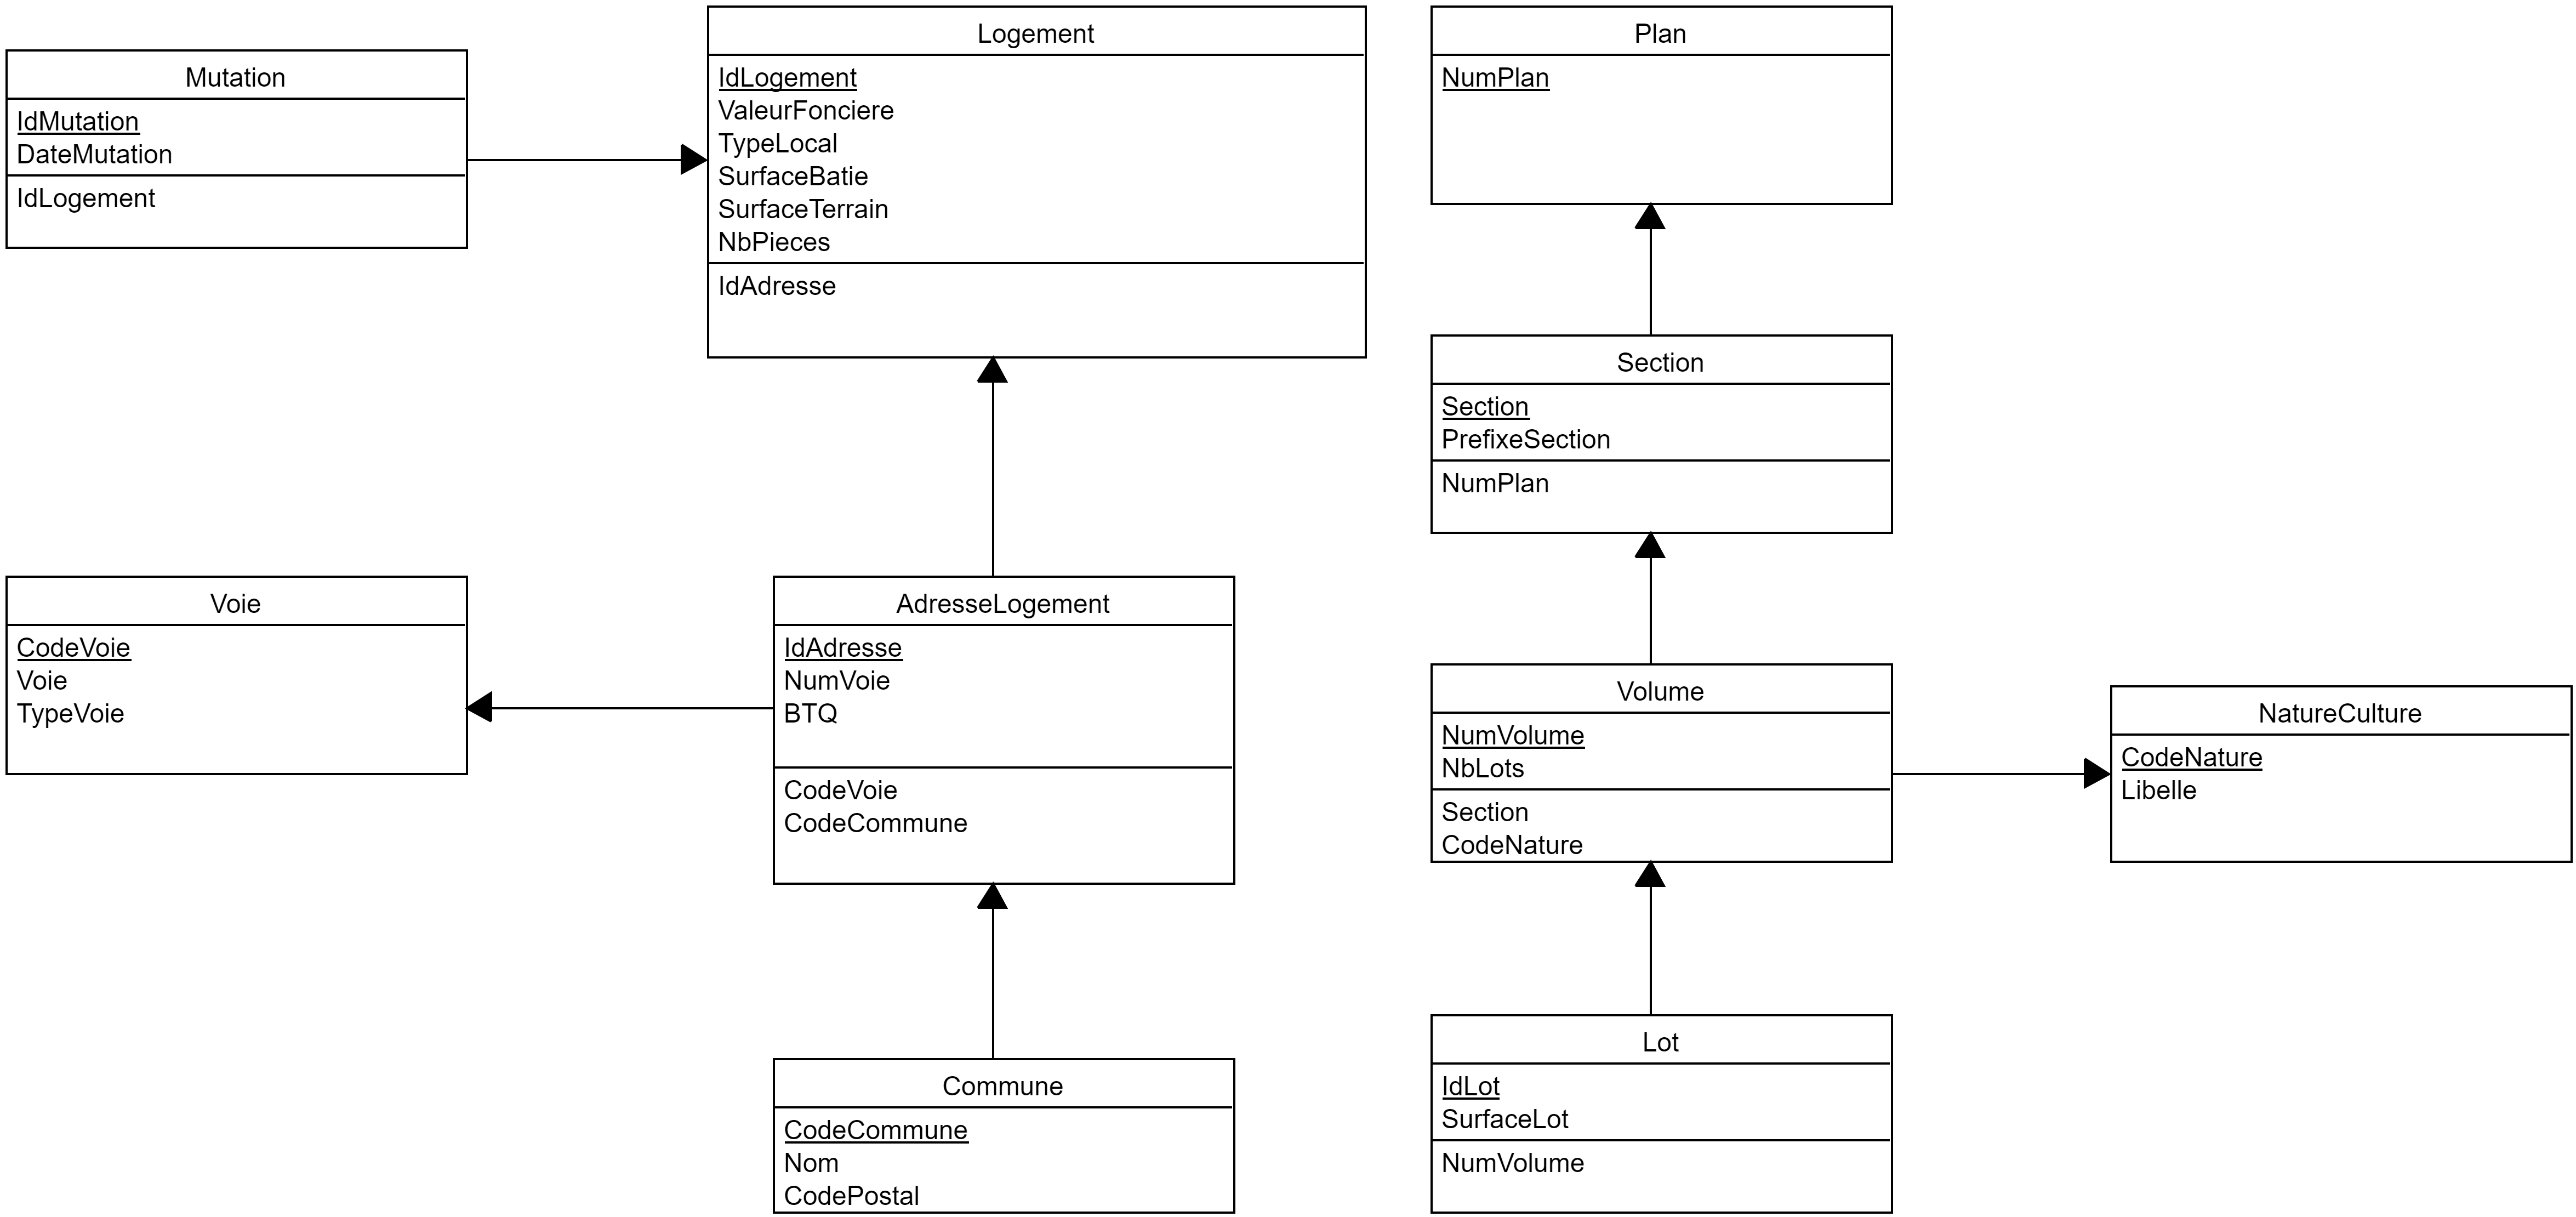 Mutation
IdMutation
DateMutation
IdLogement
Logement
IdLogement
ValeurFonciere
TypeLocal
SurfaceBatie
SurfaceTerrain
NbPieces
IdAdresse
Plan
NumPlan
Section
Section
PrefixeSection
NumPlan
Voie
CodeVoie
Voie
TypeVoie
AdresseLogement
IdAdresse
NumVoie
BTQ
CodeVoie
CodeCommune
Volume
NumVolume
NbLots
Section
CodeNature
NatureCulture
CodeNature
Libelle
Commune
CodeCommune
Nom
CodePostal
Lot
IdLot
SurfaceLot
NumVolume